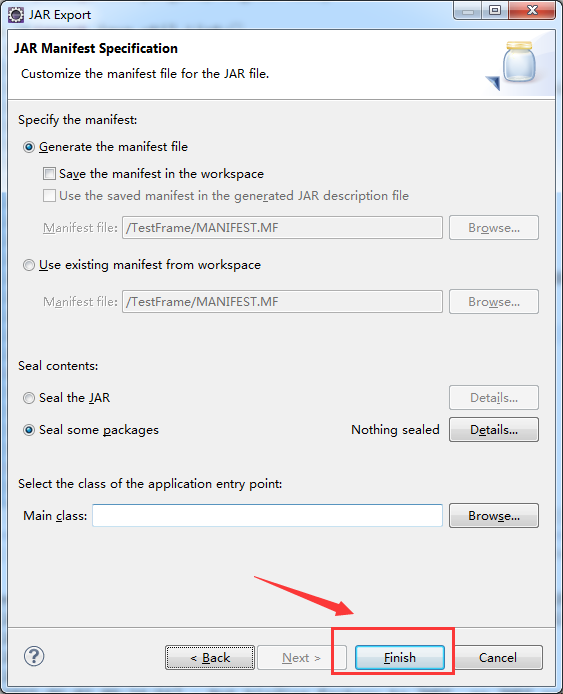 JAR Export
JAR Manifest Specification
Customize the manifest file for the JAR file.
Specify the manifest:
Generate the manifest file
Save the manifest in the workspace
Use the saved manifest in the generated JAR description file
Manifest file: /TestFrame/MANIFEST.MF Browse...
Use existing manifest from workspace
Manifest file: /TestFrame/MANIFEST.MF Browse...
Seal contents:
Seal the JAR Details...
Seal some packages Nothing sealed Details...
Select the class of the application entry point:
Main class: Browse...
? < Back Next > Finish Cancel